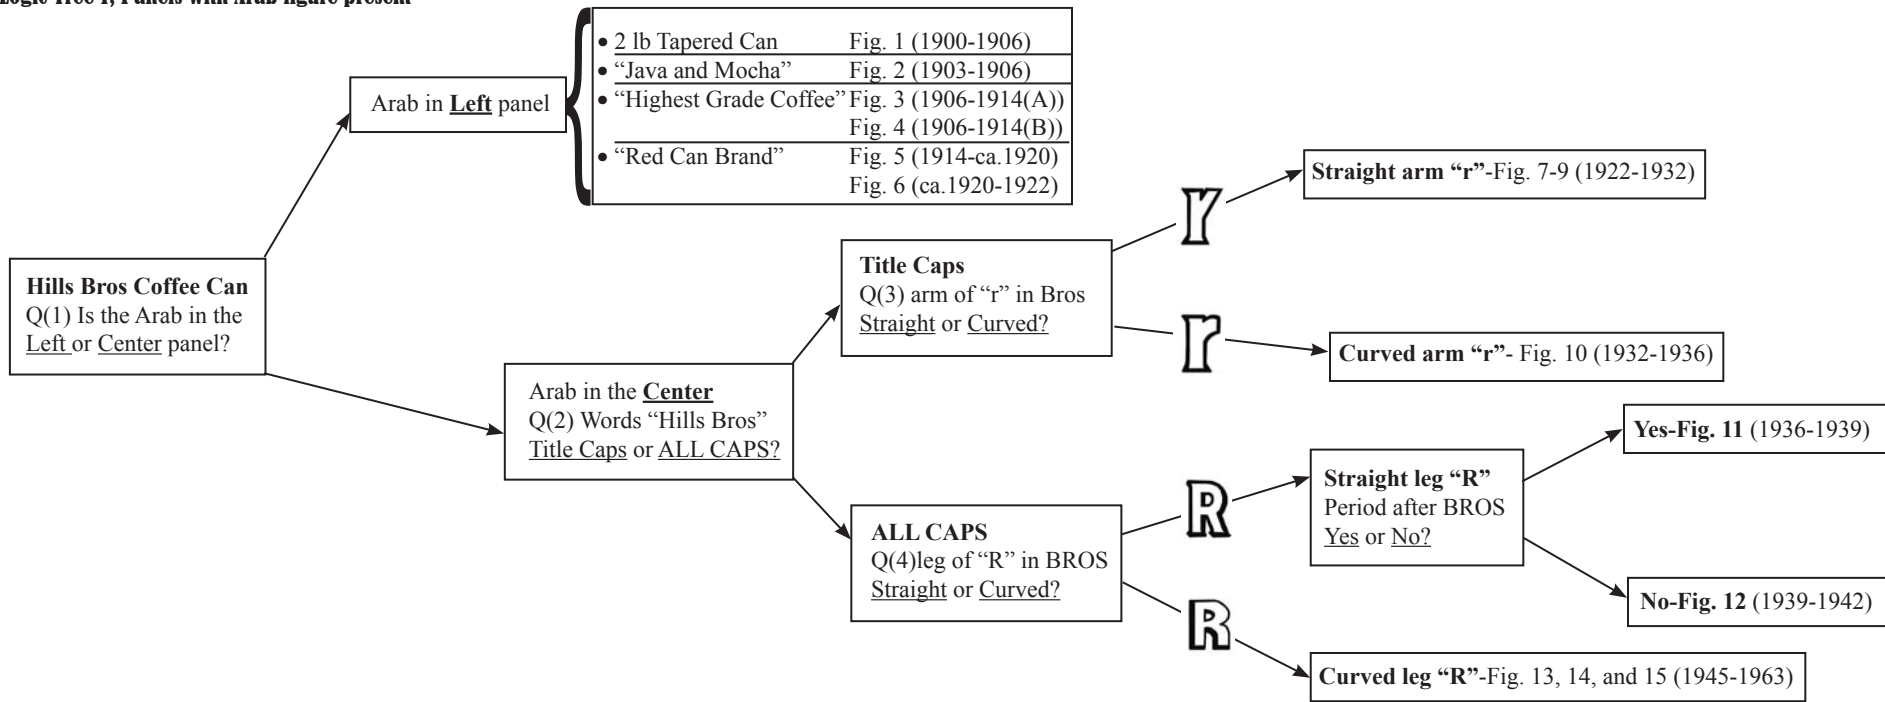 Logic Tree 1, Panels with Arab figure present
• 2 lb Tapered Can Fig. 1 (1900-1906)
• “Java and Mocha” Fig. 2 (1903-1906)
• “Highest Grade Coffee” Fig. 3 (1906-1914(A))
Fig. 4 (1906-1914(B))
• “Red Can Brand” Fig. 5 (1914-ca.1920)
Fig. 6 (ca.1920-1922)
Arab in Left panel
Hills Bros Coffee Can
Q(1) Is the Arab in the
Left or Center panel?
Arab in the Center
Q(2) Words “Hills Bros”
Title Caps or ALL CAPS?
Title Caps
Q(3) arm of “r” in Bros
Straight or Curved?
r
Straight arm “r”-Fig. 7-9 (1922-1932)
r
Curved arm “r”- Fig. 10 (1932-1936)
ALL CAPS
Q(4)leg of “R” in BROS
Straight or Curved?
R
Straight leg “R”
Period after BROS
Yes or No?
Yes-Fig. 11 (1936-1939)
No-Fig. 12 (1939-1942)
R
Curved leg “R”-Fig. 13, 14, and 15 (1945-1963)